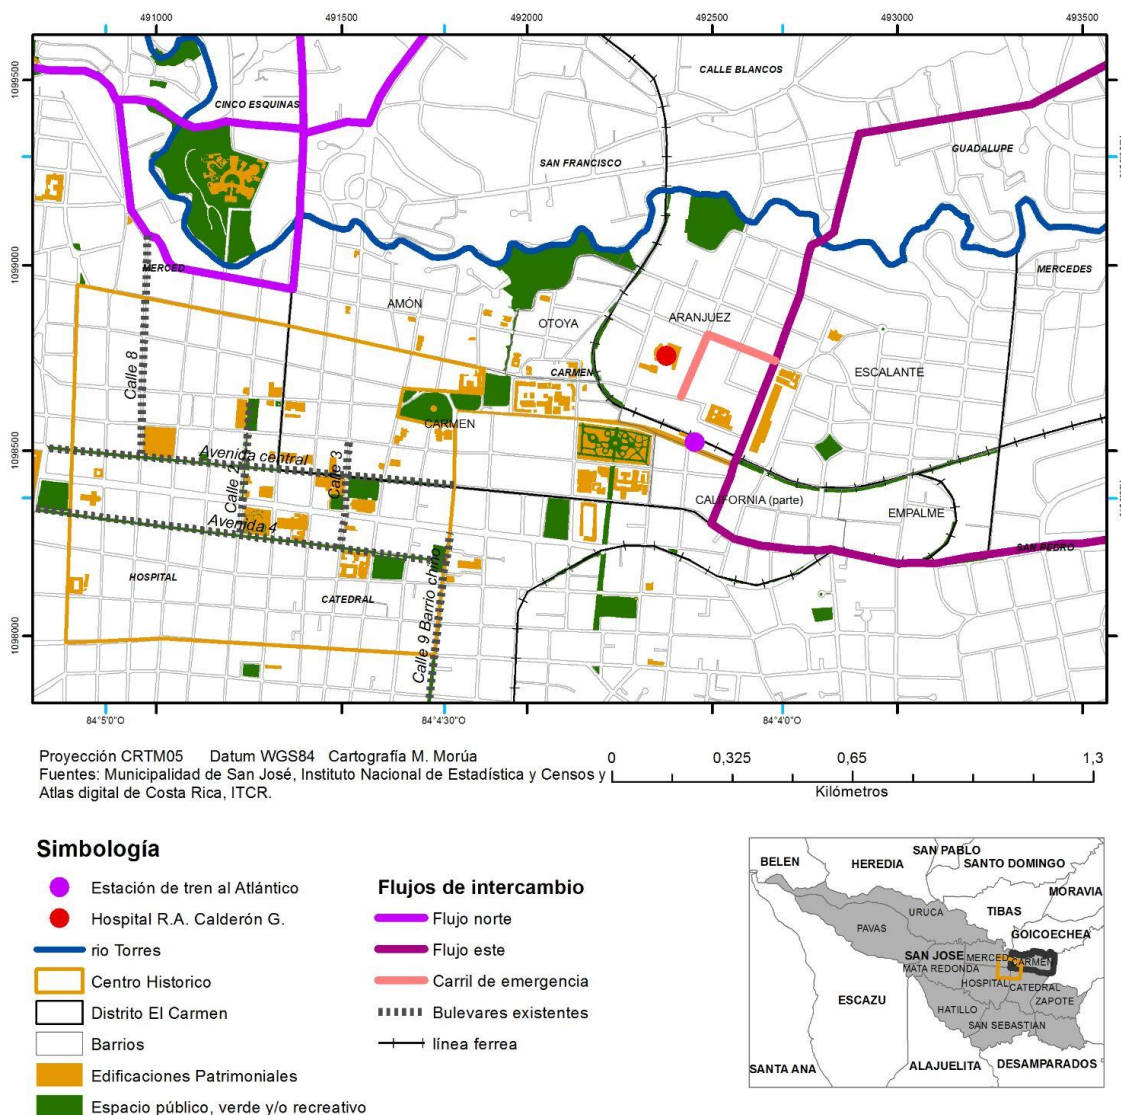 491000 491500 492000 492500 493000 493500
1099500
1099000
1098500
1098000
CALLE BLANCOS
CINCO ESQUINAS
SAN FRANCISCO
GUADALUPE
MERCED
MERCEDES
AMÓN
OTOYA
ARANJUEZ
CARMEN
ESCALANTE
Calle 8
CARMEN
Avenida central
Calle 2
Calle 3
CALIFORNIA (parte)
EMPALME
Avenida 4
SAN PEDRO
HOSPITAL
CATEDRAL
Calle 9 Barrio chino
84°5'0"O 84°4'30"O 84°4'0"O
Proyección CRTM05 Datum WGS84 Cartografía M. Morúa
Fuentes: Municipalidad de San José, Instituto Nacional de Estadística y Censos y
Atlas digital de Costa Rica, ITCR.
0 0,325 0,65 1,3
Kilómetros
Simbología
Estación de tren al Atlántico
Hospital R.A. Calderón G.
rio Torres
Centro Historico
Distrito El Carmen
Barrios
Edificaciones Patrimoniales
Espacio público, verde y/o recreativo
Flujos de intercambio
Flujo norte
Flujo este
Carril de emergencia
Bulevares existentes
línea ferrea
BELEN
HEREDIA
SAN PABLO
SANTO DOMINGO
MORAVIA
TIBAS
URUCA
PAVAS
GOICOECHEA
SAN JOSE
MERCED
CARMEN
MATA REDONDA
HOSPITAL
CATEDRAL
ZAPOTE
ESCAZU
HATILLO
SAN SEBASTIAN
SANTA ANA
ALAJUELITA
DESAMPARADOS